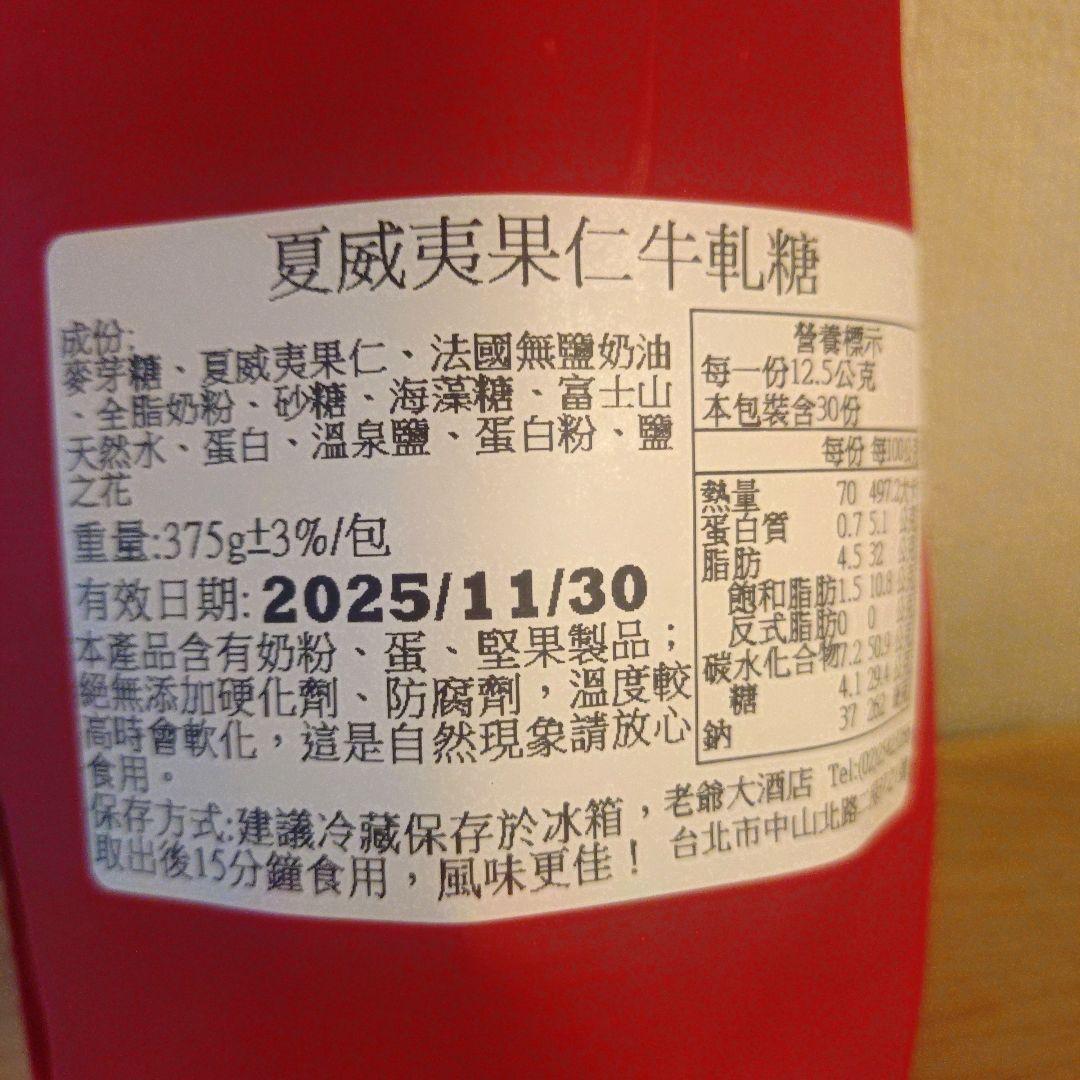 夏威夷果仁牛軋糖
成份:
麥芽糖、夏威夷果仁、法國無鹽奶油
、全脂奶粉、砂糖、海藻糖、富士山
天然水、蛋白、溫泉鹽、蛋白粉、鹽
之花
重量:375g±3%/包
有效日期:2025/11/30
本產品含有奶粉、蛋、堅果製品;
絕無添加硬化劑、防腐劑,溫度較
高時會軟化,這是自然現象請放心
食用。
保存方式:建議冷藏保存於冰箱,
取出後15分鐘食用,風味更佳!
營養標示
每一份12.5公克
本包裝含30份
每份 每100
熱量 70 497.2大
蛋白質 0.7 5.1
脂肪 4.5 32
飽和脂肪1.5 10.8
反式脂肪0 0
碳水化合物7.2 50.9
糖 4.1 29.4
鈉 37 262
老爺大酒店 Tel:(02)
台北市中山北路二